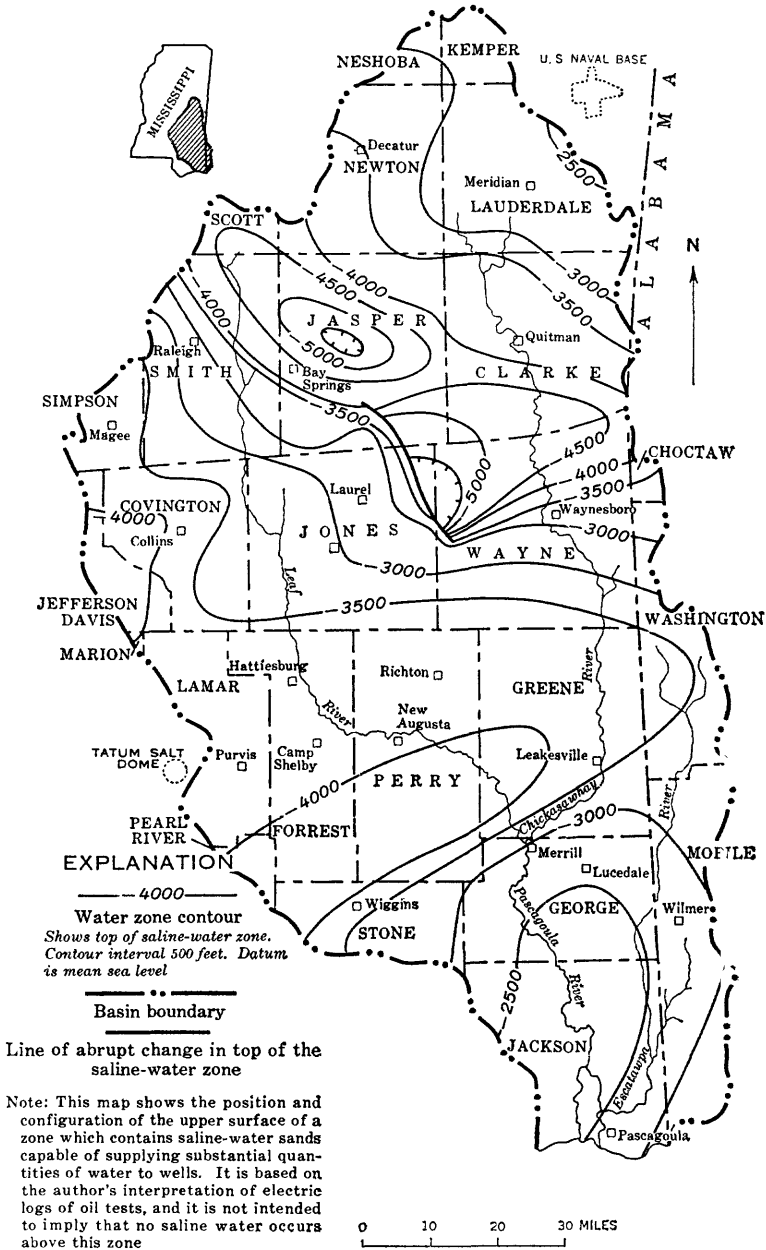 KEMPER
NESHOBA
U.S NAVAL BASE
MISSISSIPPI
ALABAMA
Decatur
NEWTON
2500
Meridian
LAUDERDALE
SCOTT
N
4000
3000
4500
3500
4000
JASPER
Quitman
Raleigh
5000
SMITH
Bay
Springs
CLARKE
3500
SIMPSON
Magee
4500
CHOCTAW
5000
4000
3500
Laurel
COVINGTON
4000
Waynesboro
Collins
JONES
3000
WAYNE
3000
Leaf
3500
JEFFERSON
DAVIS
WASHINGTON
MARION
Hattiesburg
Richton
River
LAMAR
GREENE
River
New
Augusta
TATUM SALT
DOME
Purvis
Camp
Shelby
Leakesville
PERRY
4000
Chickasawhay
River
3000
PEARL
RIVER
FORREST
Merrill
MOBILE
EXPLANATION
Lucedale
4000
Wiggins
GEORGE
Wilmer
Water zone contour
Pascagoula
Shows top of saline-water zone.
STONE
Contour interval 500 feet. Datum
is mean sea level
2500
River
Basin boundary
Line of abrupt change in top of the
saline-water zone
JACKSON
Escatawpa
Pascagoula
Note: This map shows the position and
configuration of the upper surface of a
zone which contains saline-water sands
capable of supplying substantial quan-
tities of water to wells. It is based on
the author's interpretation of electric
logs of oil tests, and it is not intended
to imply that no saline water occurs
above this zone
0 10 20 30 MILES